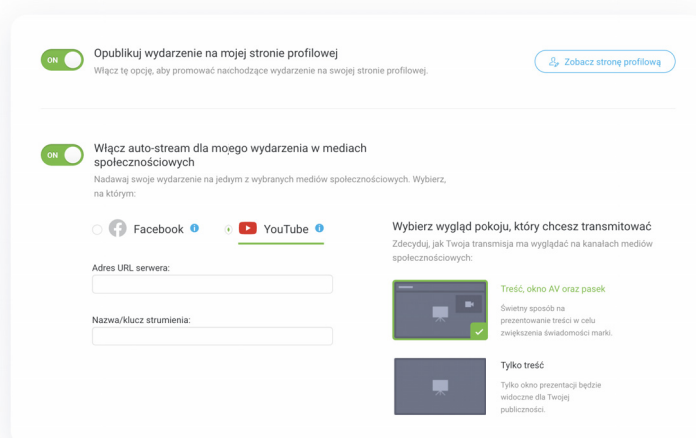 ON
Opublikuj wydarzenie na mojej stronie profilowej
Włącz tę opcję, aby promować nadchodzące wydarzenie na swojej stronie profilowej.
Zobacz stronę profilową
ON
Włącz auto-stream dla mojego wydarzenia w mediach
społecznościowych
Nadawaj swoje wydarzenie na jednym z wybranych mediów społecznościowych. Wybierz,
na którym:
Facebook
YouTube
Adres URL serwera:
Nazwa/klucz strumienia:
Wybierz wygląd pokoju, który chcesz transmitować
Zdecyduj, jak Twoja transmisja ma wyglądać na kanałach mediów
społecznościowych:
Treść, okno AV oraz pasek
Świetny sposób na
prezentowanie treści w celu
zwiększenia świadomości marki.
Tylko treść
Tylko okno prezentacji będzie
widoczne dla Twojej
publiczności.